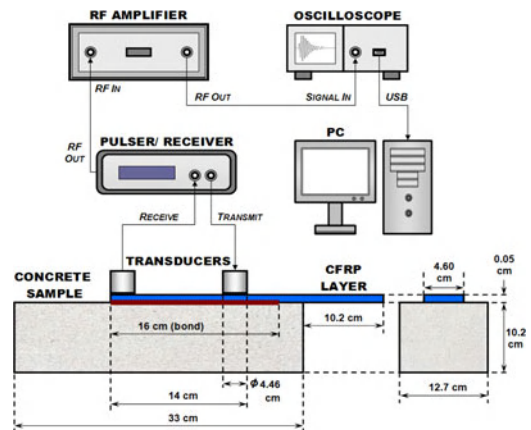 RF AMPLIFIER
OSCILLOSCOPE
RF IN
RF OUT
SIGNAL IN
USB
RF OUT
PULSER/ RECEIVER
PC
RECEIVE
TRANSMIT
CONCRETE SAMPLE
TRANSDUCERS
CFRP LAYER
4.60 cm
0.05 cm
16 cm (bond)
10.2 cm
10.2 cm
ϕ 4.46 cm
14 cm
12.7 cm
33 cm